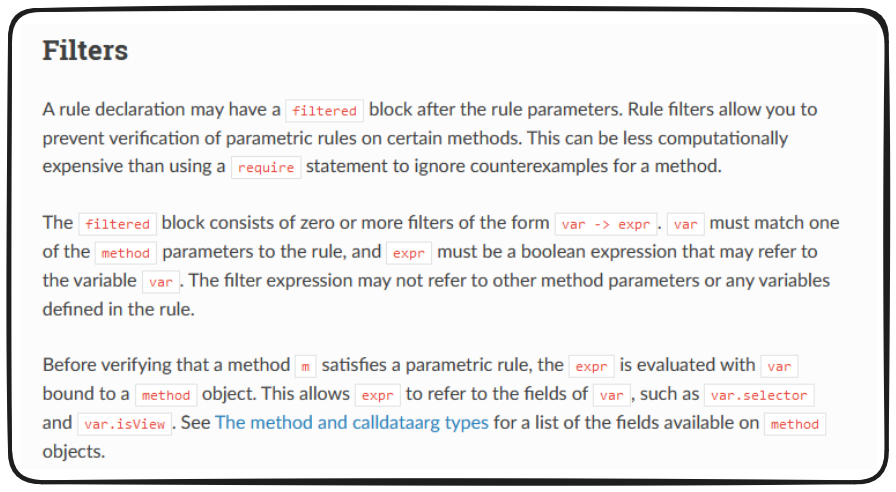 Filters
A rule declaration may have a filtered block after the rule parameters. Rule filters allow you to
prevent verification of parametric rules on certain methods. This can be less computationally
expensive than using a require statement to ignore counterexamples for a method.
The filtered block consists of zero or more filters of the form var -> expr . var must match one
of the method parameters to the rule, and expr must be a boolean expression that may refer to
the variable var . The filter expression may not refer to other method parameters or any variables
defined in the rule.
Before verifying that a method m satisfies a parametric rule, the expr is evaluated with var
bound to a method object. This allows expr to refer to the fields of var , such as var.selector
and var.isView . See The method and calldataarg types for a list of the fields available on method
objects.